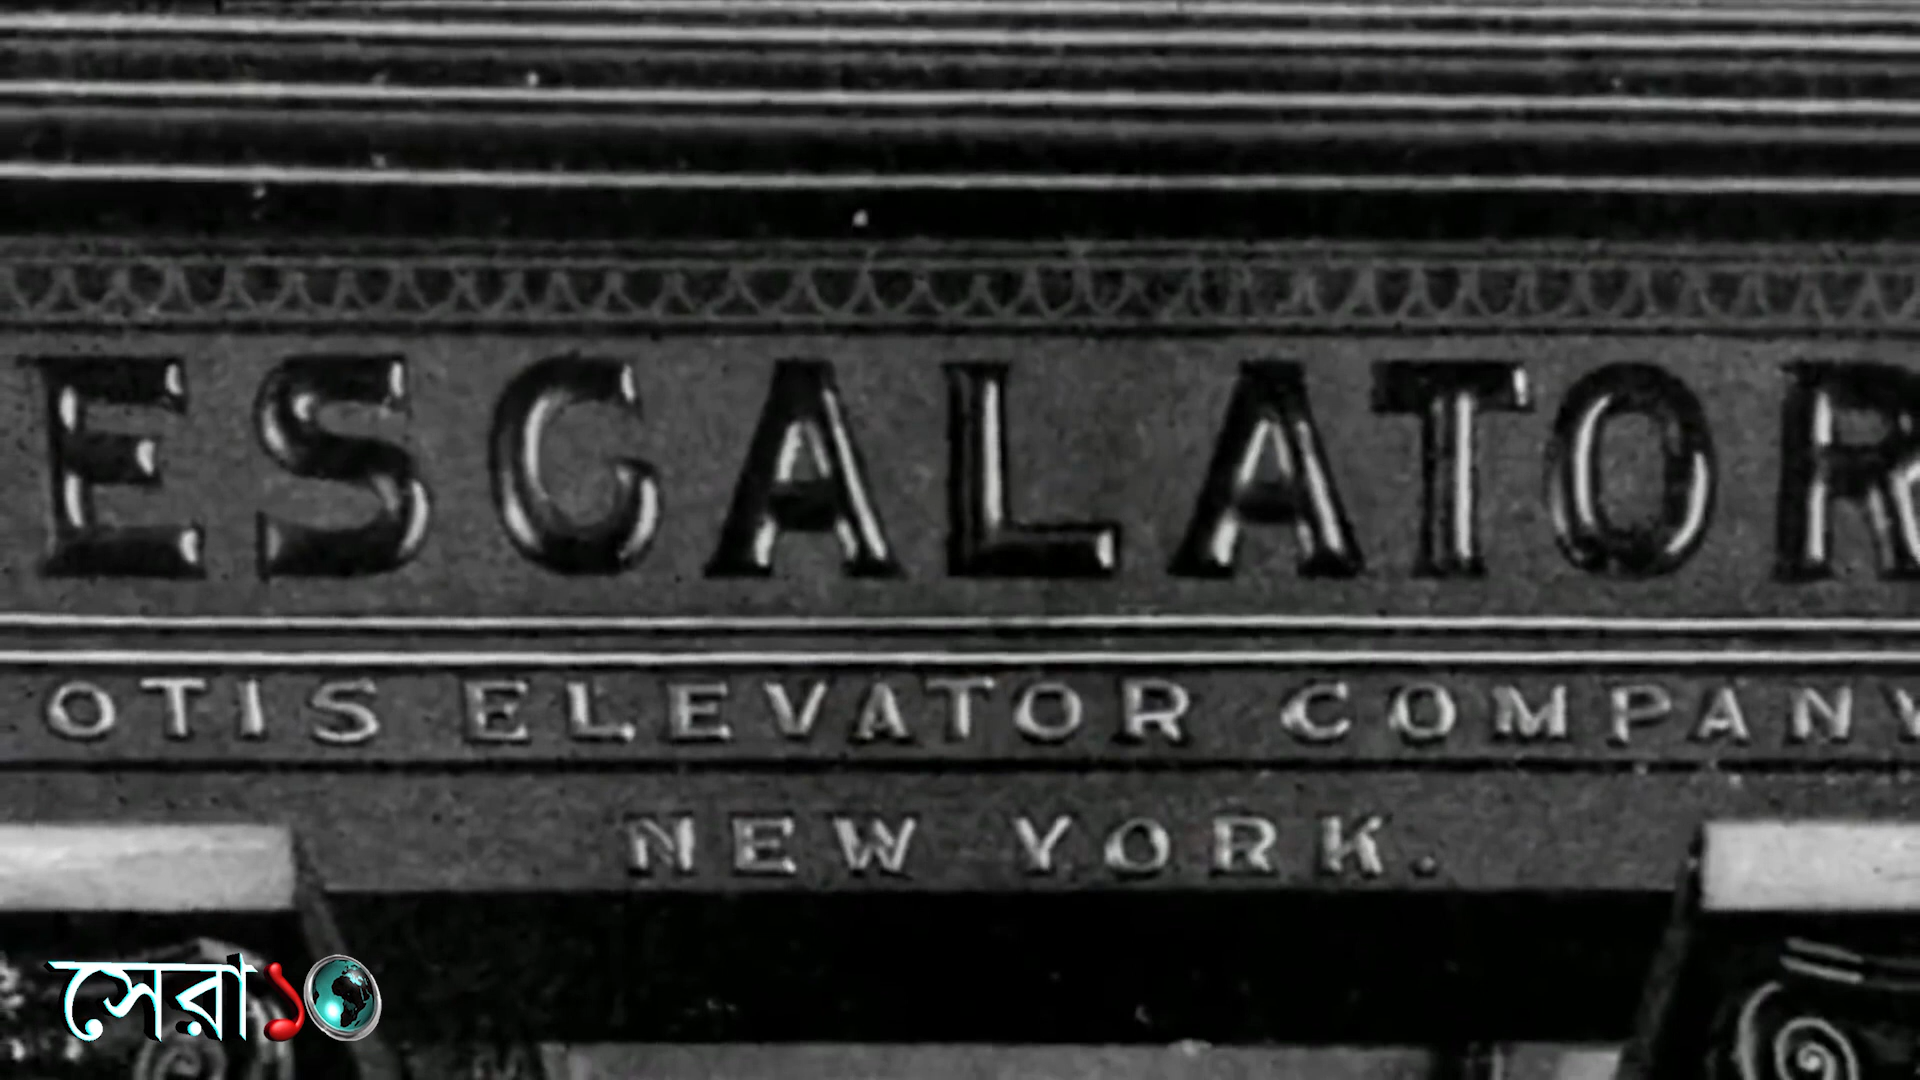 ESCALATOR
OTIS ELEVATOR COMPANY
NEW YORK.
সেরা১০